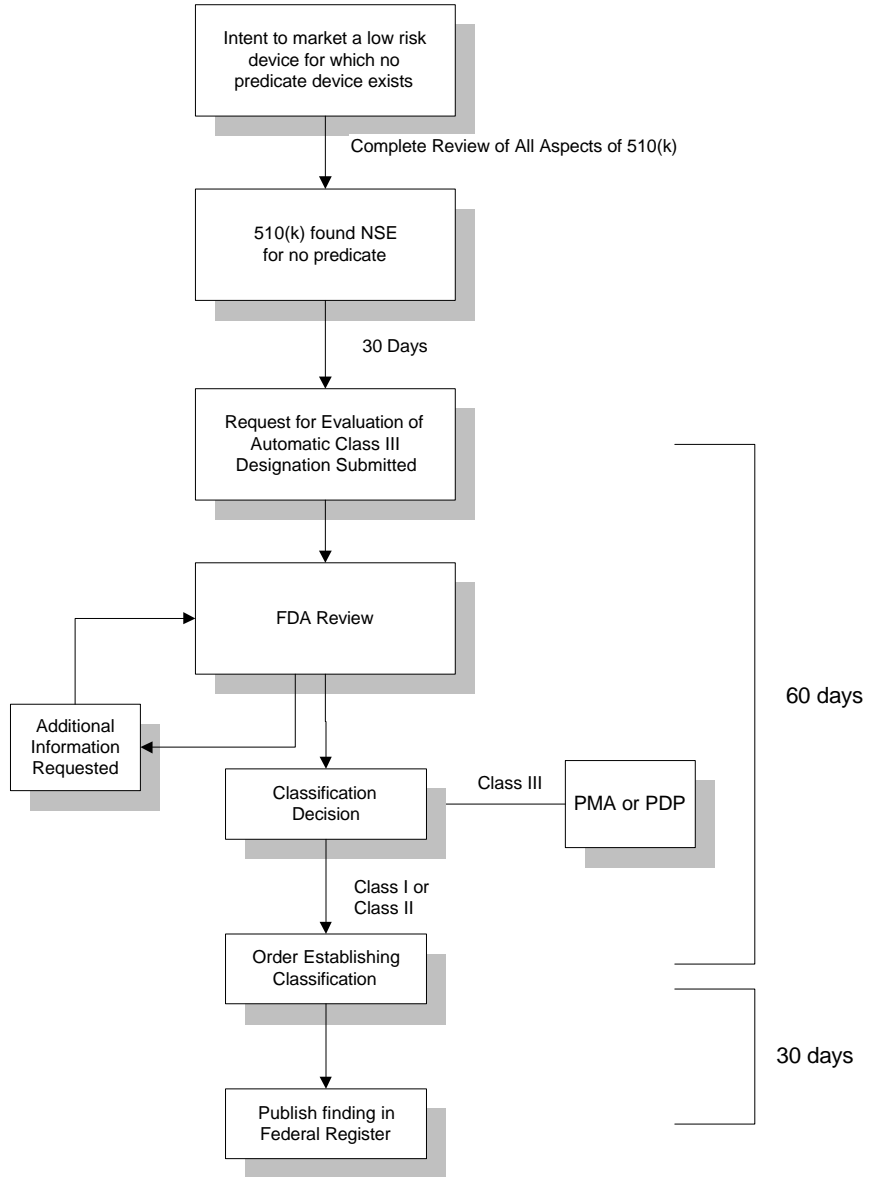 Intent to market a low risk
device for which no
predicate device exists
Complete Review of All Aspects of 510(k)
510(k) found NSE
for no predicate
30 Days
Request for Evaluation of
Automatic Class III
Designation Submitted
FDA Review
60 days
Additional
Information
Requested
Classification
Decision
Class III
PMA or PDP
Class I or
Class II
Order Establishing
Classification
30 days
Publish finding in
Federal Register